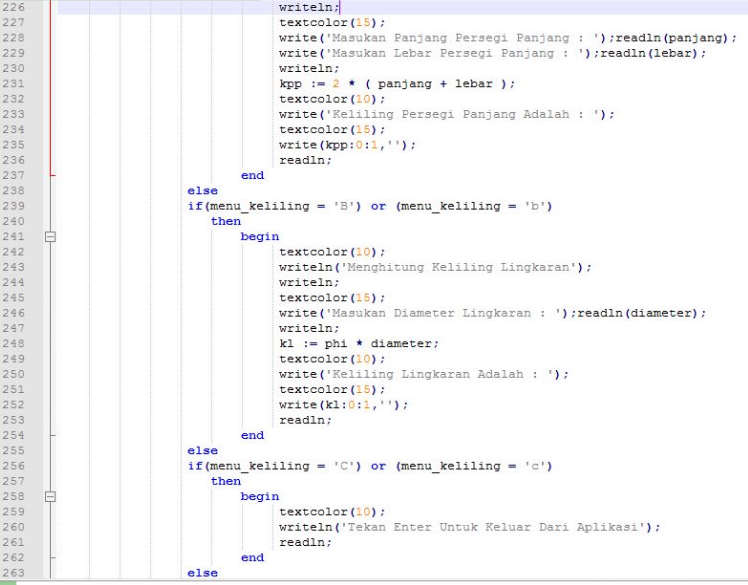 226 writeln;
227 textcolor(15);
228 write('Masukan Panjang Persegi Panjang : ');readln(panjang);
229 write('Masukan Lebar Persegi Panjang : ');readln(lebar);
230 writeln;
231 kpp := 2 * ( panjang + lebar );
232 textcolor(10);
233 write('Keliling Persegi Panjang Adalah : ');
234 textcolor(15);
235 write(kpp:0:1,'');
236 readln;
237 end
238 else
239 if(menu_keliling = 'B') or (menu_keliling = 'b')
240 then
241 begin
242 textcolor(10);
243 writeln('Menghitung Keliling Lingkaran');
244 writeln;
245 textcolor(15);
246 write('Masukan Diameter Lingkaran : ');readln(diameter);
247 writeln;
248 kl := phi * diameter;
249 textcolor(10);
250 write('Keliling Lingkaran Adalah : ');
251 textcolor(15);
252 write(kl:0:1,'');
253 readln;
254 end
255 else
256 if(menu_keliling = 'C') or (menu_keliling = 'c')
257 then
258 begin
259 textcolor(10);
260 writeln('Tekan Enter Untuk Keluar Dari Aplikasi');
261 readln;
262 end
263 else